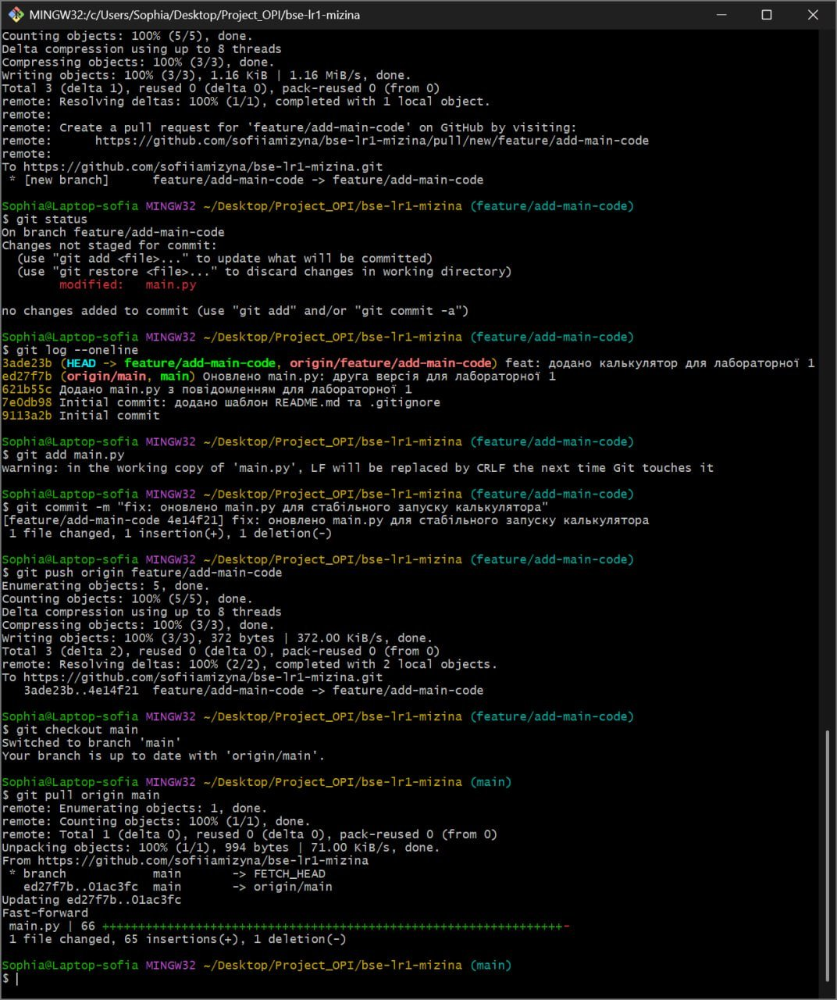 MINGW32:/c/Users/Sophia/Desktop/Project_OPI/bse-lr1-mizina
Counting objects: 100% (5/5), done.
Delta compression using up to 8 threads
Compressing objects: 100% (3/3), done.
Writing objects: 100% (3/3), 1.16 KiB | 1.16 MiB/s, done.
Total 3 (delta 1), reused 0 (delta 0), pack-reused 0 (from 0)
remote: Resolving deltas: 100% (1/1), completed with 1 local object.
remote:
remote: Create a pull request for 'feature/add-main-code' on GitHub by visiting:
remote:      https://github.com/sofiiamizyna/bse-lr1-mizina/pull/new/feature/add-main-code
remote:
To https://github.com/sofiiamizyna/bse-lr1-mizina.git
 * [new branch]      feature/add-main-code -> feature/add-main-code
Sophia@Laptop-sofia MINGW32 ~/Desktop/Project_OPI/bse-lr1-mizina (feature/add-main-code)
$ git status
On branch feature/add-main-code
Changes not staged for commit:
  (use "git add <file>..." to update what will be committed)
  (use "git restore <file>..." to discard changes in working directory)
        modified:   main.py
no changes added to commit (use "git add" and/or "git commit -a")
Sophia@Laptop-sofia MINGW32 ~/Desktop/Project_OPI/bse-lr1-mizina (feature/add-main-code)
$ git log --oneline
3ade23b (HEAD -> feature/add-main-code, origin/feature/add-main-code) feat: додано калькулятор для лабораторної 1
ed27f7b (origin/main, main) Оновлено main.py: друга версія для лабораторної 1
621b55c Додано main.py з повідомленням для лабораторної 1
7e0db98 Initial commit: додано шаблон README.md та .gitignore
9113a2b Initial commit
Sophia@Laptop-sofia MINGW32 ~/Desktop/Project_OPI/bse-lr1-mizina (feature/add-main-code)
$ git add main.py
warning: in the working copy of 'main.py', LF will be replaced by CRLF the next time Git touches it
Sophia@Laptop-sofia MINGW32 ~/Desktop/Project_OPI/bse-lr1-mizina (feature/add-main-code)
$ git commit -m "fix: оновлено main.py для стабільного запуску калькулятора"
[feature/add-main-code 4e14f21] fix: оновлено main.py для стабільного запуску калькулятора
 1 file changed, 1 insertion(+), 1 deletion(-)
Sophia@Laptop-sofia MINGW32 ~/Desktop/Project_OPI/bse-lr1-mizina (feature/add-main-code)
$ git push origin feature/add-main-code
Enumerating objects: 5, done.
Counting objects: 100% (5/5), done.
Delta compression using up to 8 threads
Compressing objects: 100% (3/3), done.
Writing objects: 100% (3/3), 372 bytes | 372.00 KiB/s, done.
Total 3 (delta 2), reused 0 (delta 0), pack-reused 0 (from 0)
remote: Resolving deltas: 100% (2/2), completed with 2 local objects.
To https://github.com/sofiiamizyna/bse-lr1-mizina.git
   3ade23b..4e14f21  feature/add-main-code -> feature/add-main-code
Sophia@Laptop-sofia MINGW32 ~/Desktop/Project_OPI/bse-lr1-mizina (feature/add-main-code)
$ git checkout main
Switched to branch 'main'
Your branch is up to date with 'origin/main'.
Sophia@Laptop-sofia MINGW32 ~/Desktop/Project_OPI/bse-lr1-mizina (main)
$ git pull origin main
remote: Enumerating objects: 1, done.
remote: Counting objects: 100% (1/1), done.
remote: Total 1 (delta 0), reused 0 (delta 0), pack-reused 0 (from 0)
Unpacking objects: 100% (1/1), 994 bytes | 71.00 KiB/s, done.
From https://github.com/sofiiamizyna/bse-lr1-mizina
 * branch            main       -> FETCH_HEAD
   ed27f7b..01ac3fc  main       -> origin/main
Updating ed27f7b..01ac3fc
Fast-forward
 main.py | 66 ++++++++++++++++++++++++++++++++++++++++++++++++++++++++++++++++-
 1 file changed, 65 insertions(+), 1 deletion(-)
Sophia@Laptop-sofia MINGW32 ~/Desktop/Project_OPI/bse-lr1-mizina (main)
$